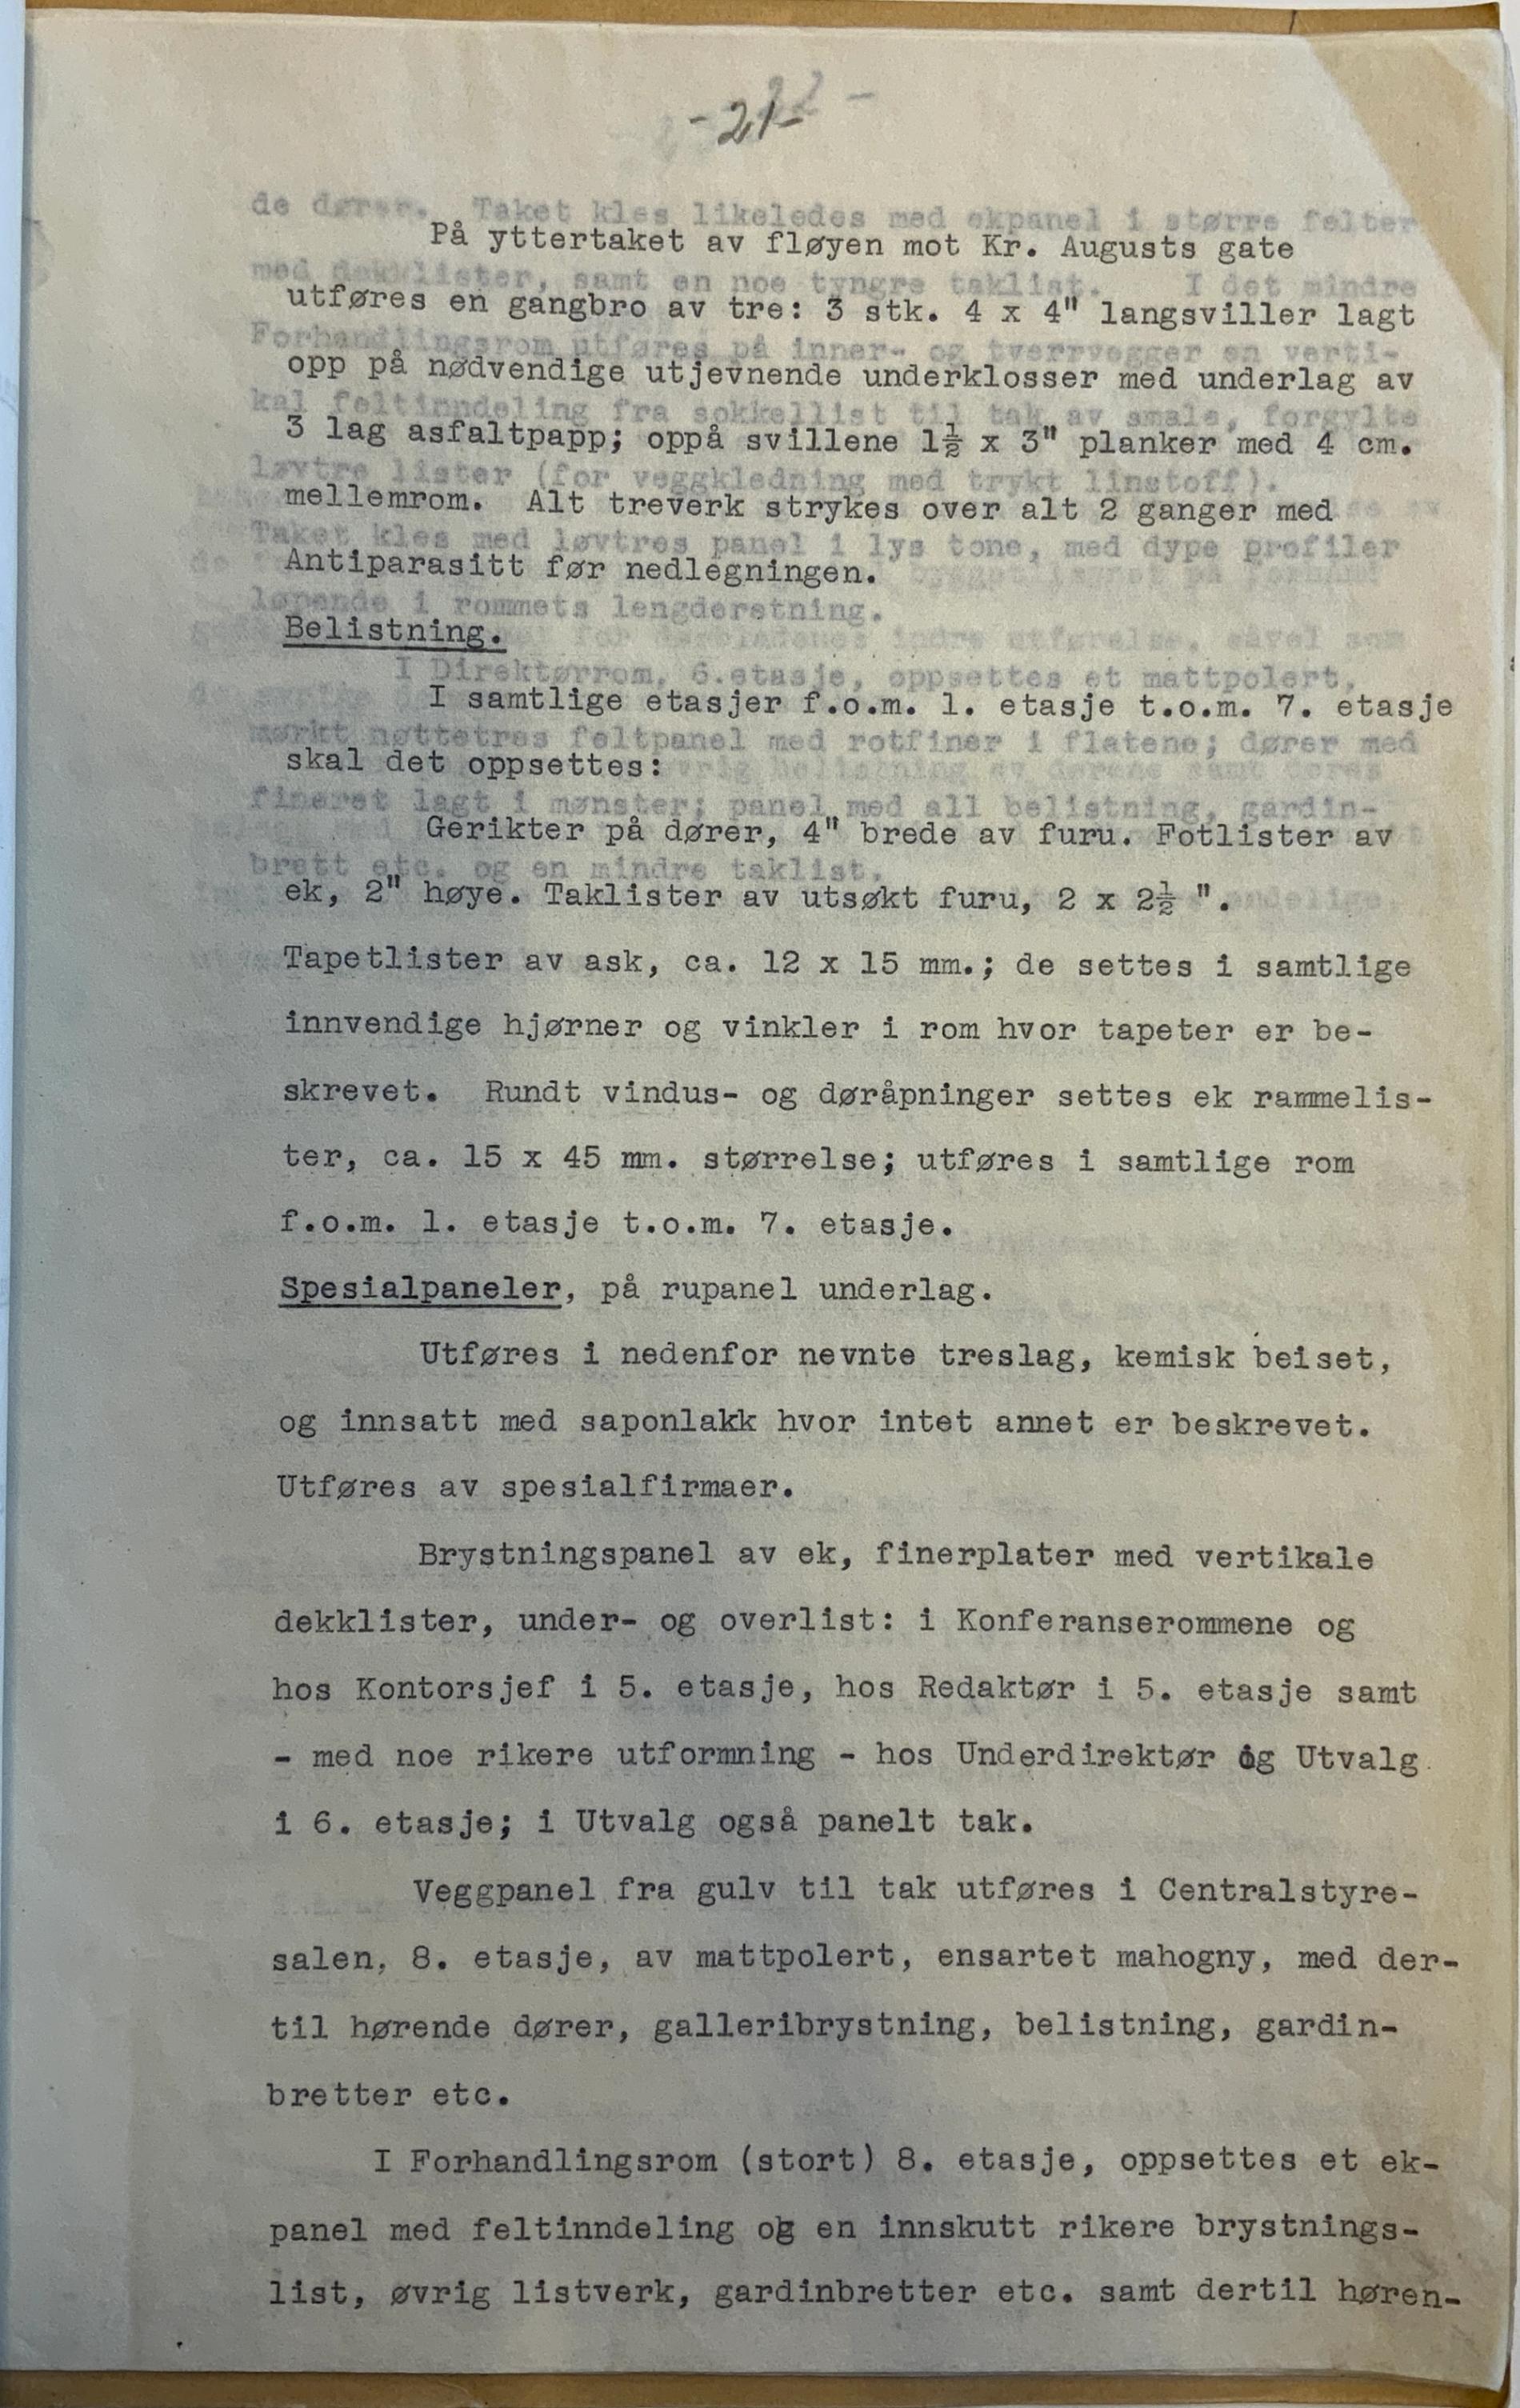 - 21 -
På yttertaket av fløyen mot Kr. Augusts gate
utføres en gangbro av tre: 3 stk. 4 x 4" langsviller lagt
opp på nødvendige utjevnende underklosser med underlag av
3 lag asfaltpapp; oppå svillene 1½ x 3" planker med 4 cm.
mellemrom. Alt treverk strykes over alt 2 ganger med
Antiparasitt før nedlegningen.
Belistning.
I samtlige etasjer f.o.m. 1. etasje t.o.m. 7. etasje
skal det oppsettes:
Gerikter på dører, 4" brede av furu. Fotlister av
ek, 2" høye. Taklister av utsøkt furu, 2 x 2½ ".
Tapetlister av ask, ca. 12 x 15 mm.; de settes i samtlige
innvendige hjørner og vinkler i rom hvor tapeter er be-
skrevet. Rundt vindus- og døråpninger settes ek rammelis-
ter, ca. 15 x 45 mm. størrelse; utføres i samtlige rom
f.o.m. 1. etasje t.o.m. 7. etasje.
Spesialpaneler, på rupanel underlag.
Utføres i nedenfor nevnte treslag, kemisk beiset,
og innsatt med saponlakk hvor intet annet er beskrevet.
Utføres av spesialfirmaer.
Brystningspanel av ek, finerplater med vertikale
dekklister, under- og overlist: i Konferanserommene og
hos Kontorsjef i 5. etasje, hos Redaktør i 5. etasje samt
- med noe rikere utformning - hos Underdirektør og Utvalg
i 6. etasje; i Utvalg også panelt tak.
Veggpanel fra gulv til tak utføres i Centralstyre-
salen, 8. etasje, av mattpolert, ensartet mahogny, med der-
til hørende dører, galleribrystning, belistning, gardin-
bretter etc.
I Forhandlingsrom (stort) 8. etasje, oppsettes et ek-
panel med feltinndeling og en innskutt rikere brystnings-
list, øvrig listverk, gardinbretter etc. samt dertil høren-